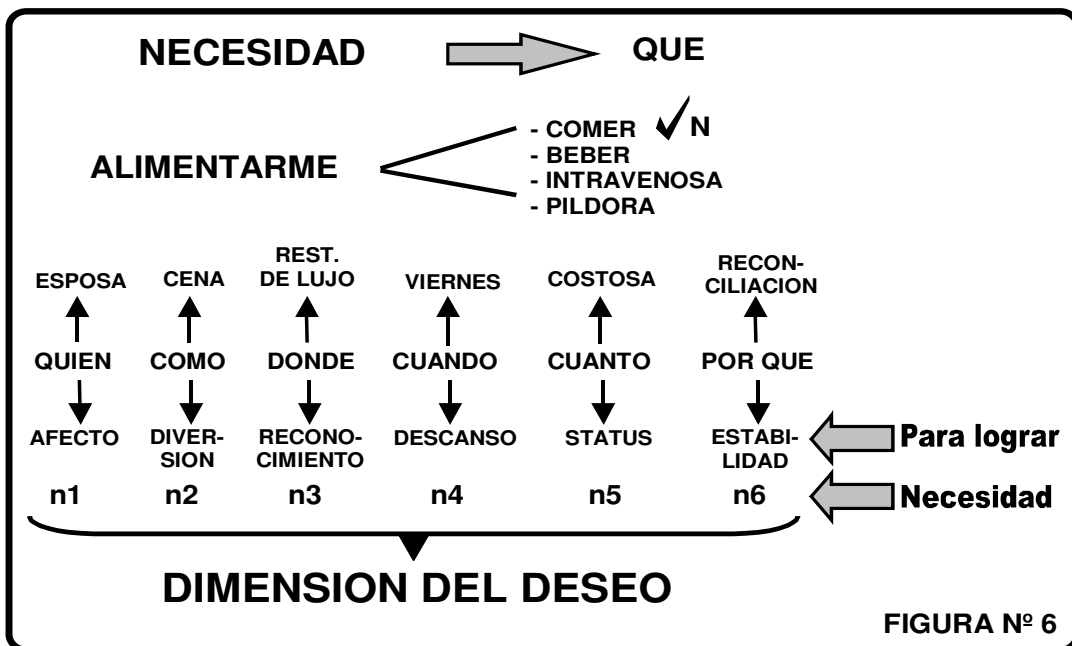 NECESIDAD QUE
- COMER N
ALIMENTARME - BEBER
- INTRAVENOSA
- PILDORA
ESPOSA CENA REST. DE LUJO VIERNES COSTOSA RECON-CILIACION
QUIEN COMO DONDE CUANDO CUANTO POR QUE
AFECTO DIVER-SION RECONO-CIMIENTO DESCANSO STATUS ESTABI-LIDAD Para lograr
n1 n2 n3 n4 n5 n6 Necesidad
DIMENSION DEL DESEO
FIGURA Nº 6